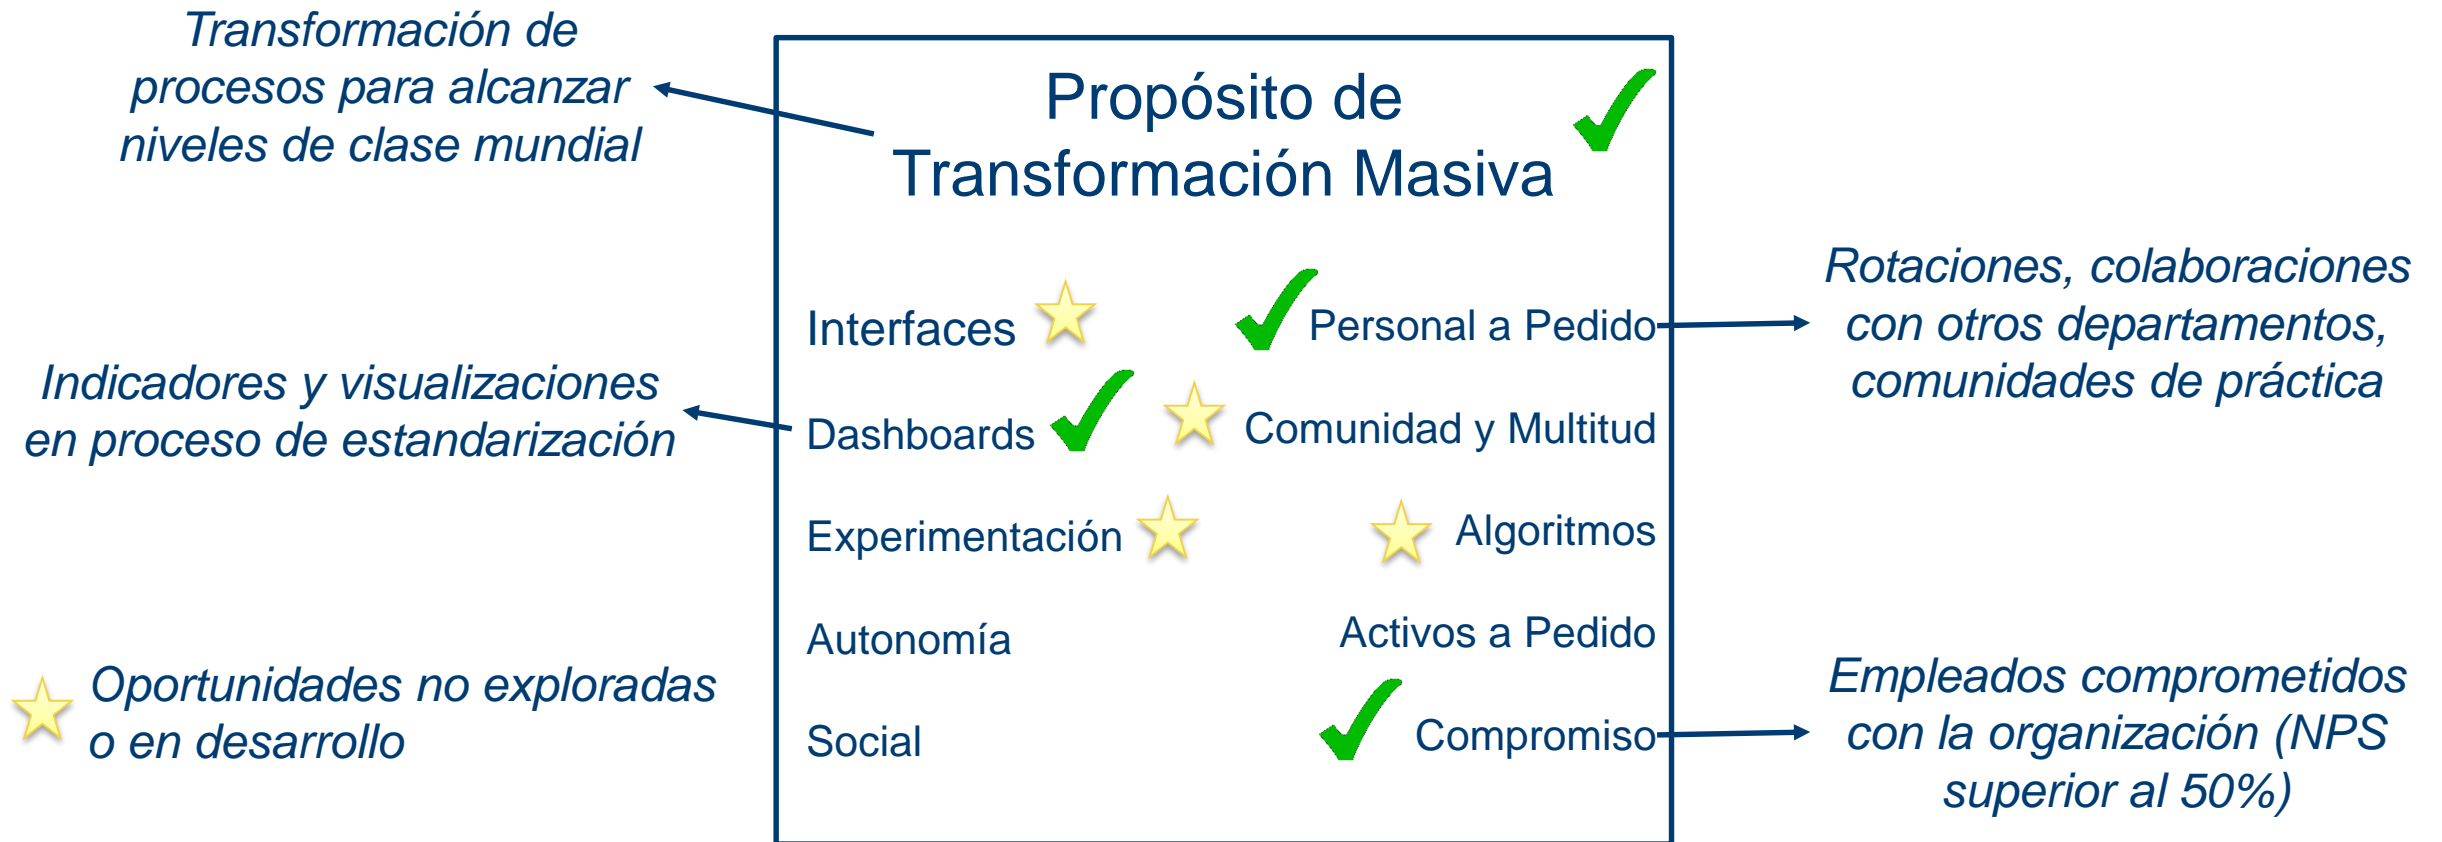 Transformación de
procesos para alcanzar
niveles de clase mundial
Indicadores y visualizaciones
en proceso de estandarización
Oportunidades no exploradas
o en desarrollo
Propósito de
Transformación Masiva
Interfaces
Dashboards
Experimentación
Autonomía
Social
Personal a Pedido
Comunidad y Multitud
Algoritmos
Activos a Pedido
Compromiso
Rotaciones, colaboraciones
con otros departamentos,
comunidades de práctica
Empleados comprometidos
con la organización (NPS
superior al 50%)